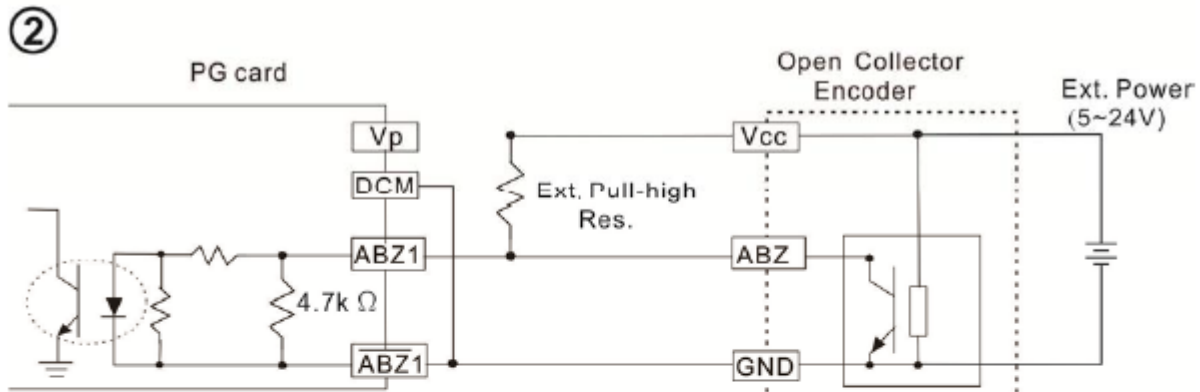 ②
PG card
Open Collector
Encoder
Ext. Power
(5~24V)
Vp
Vcc
DCM
Ext. Pull-high
Res.
ABZ1
ABZ
4.7k Ω
A̅B̅Z̅1
GND